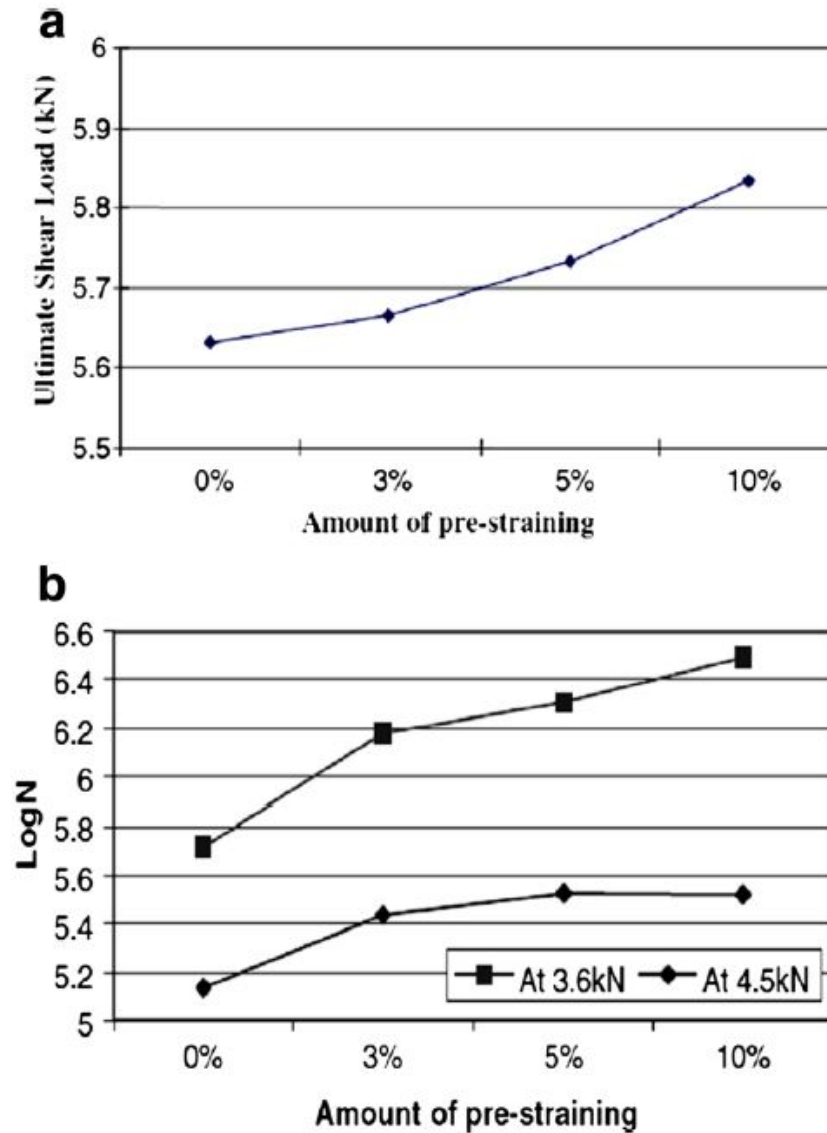 a
Ultimate Shear Load (kN)
6
5.9
5.8
5.7
5.6
5.5
0% 3% 5% 10%
Amount of pre-straining
b
LogN
6.6
6.4
6.2
6
5.8
5.6
5.4
5.2
5
At 3.6kN At 4.5kN
0% 3% 5% 10%
Amount of pre-straining